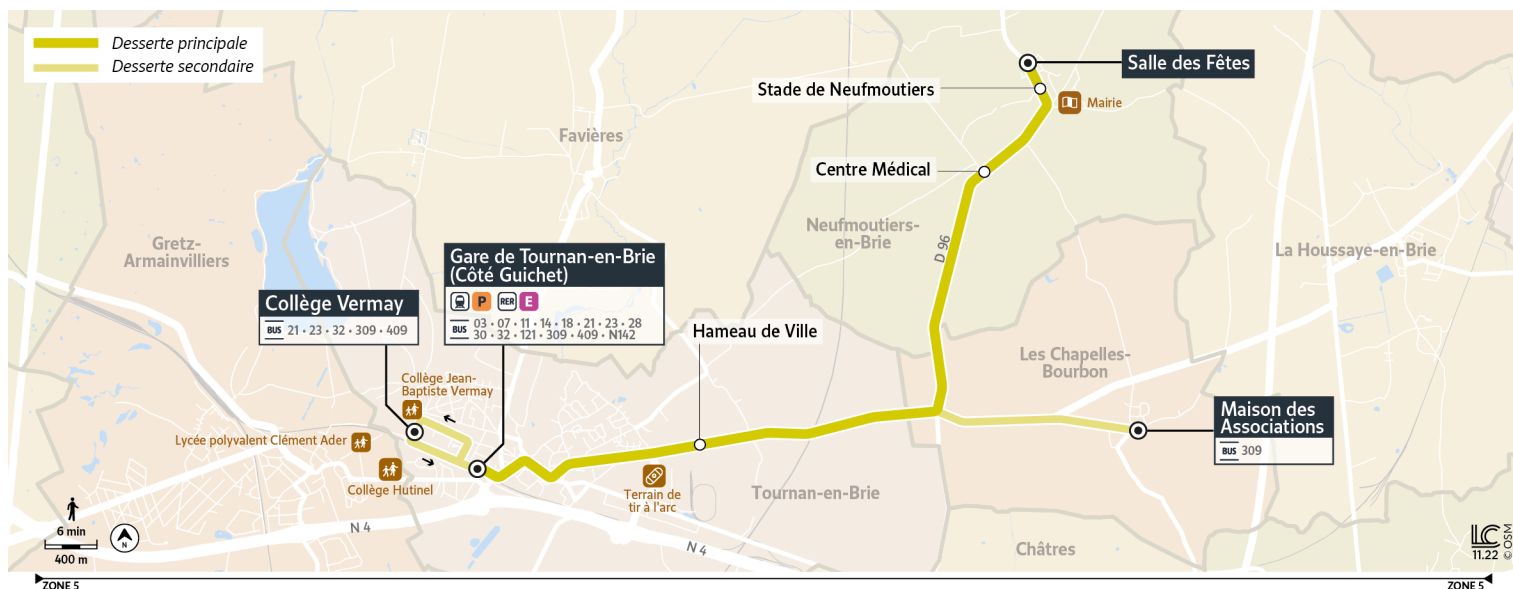 Desserte principale
Desserte secondaire
Salle des Fêtes
Stade de Neufmoutiers
Mairie
Favières
Centre Médical
Neufmoutiers-
en-Brie
D 96
Gretz-
Armainvilliers
La Houssaye-en-Brie
Gare de Tournan-en-Brie
(Côté Guichet)
P RER E
BUS 03 • 07 • 11 • 14 • 18 • 21 • 23 • 28
30 • 32 • 121 • 309 • 409 • N142
Collège Vermay
BUS 21 • 23 • 32 • 309 • 409
Hameau de Ville
Les Chapelles-
Bourbon
Collège Jean-
Baptiste Vermay
Maison des
Associations
BUS 309
Lycée polyvalent Clément Ader
Collège Hutinel
Terrain de
tir à l'arc
Tournan-en-Brie
N 4
N 4
Châtres
6 min
400 m
N
LC
11.22
© OSM
ZONE 5
ZONE 5